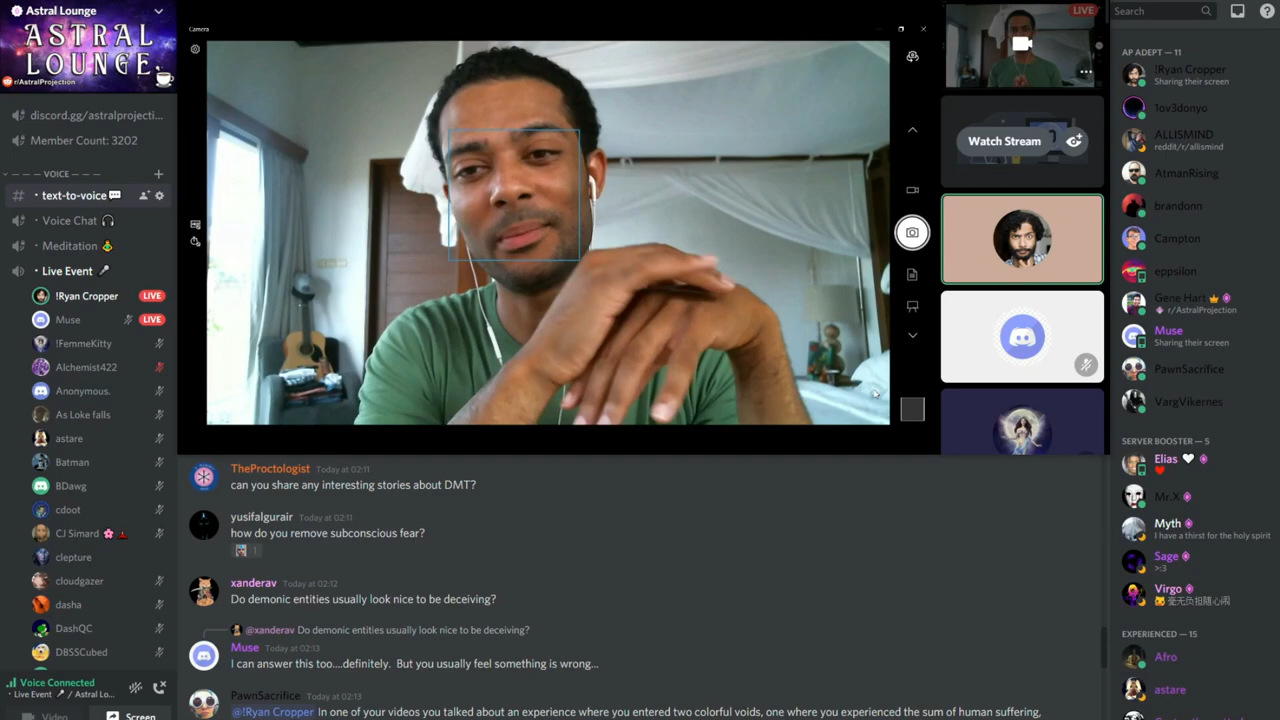 Astral Lounge
ASTRAL
LOUNGE.
r/AstralProjection
discord.gg/astralprojecti...
Member Count: 3202
VOICE
text-to-voice
Voice Chat
Meditation
Live Event
!Ryan Cropper LIVE
Muse LIVE
!FemmeKitty
Alchemist422
Anonymous.
As Loke falls
astare
Batman
BDawg
cdoot
CJ Simard
clepture
cloudgazer
dasha
DashQC
DBSSCubed
Voice Connected
Live Event / Astral Lo...
Video
Screen
Camera
LIVE
Watch Stream
TheProctologist Today at 02:11
can you share any interesting stories about DMT?
yusifalgurair Today at 02:11
how do you remove subconscious fear?
1
xanderav Today at 02:12
Do demonic entities usually look nice to be deceiving?
@xanderav Do demonic entities usually look nice to be deceiving?
Muse Today at 02:13
I can answer this too....definitely. But you usually feel something is wrong...
PawnSacrifice Today at 02:13
@!Ryan Cropper In one of your videos you talked about an experience where you entered two colorful voids, one where you experienced the sum of human suffering,
Search
AP ADEPT — 11
!Ryan Cropper
Sharing their screen
1ov3donyo
ALLISMIND
reddit/r/allismind
AtmanRising
brandonn
Campton
eppsilon
Gene Hart
r/AstralProjection
Muse
Sharing their screen
PawnSacrifice
VargVikernes
SERVER BOOSTER — 5
Elias
Mr.X
Myth
I have a thirst for the holy spirit
Sage
>:3
Virgo
毫无负担随心闹
EXPERIENCED — 15
Afro
astare